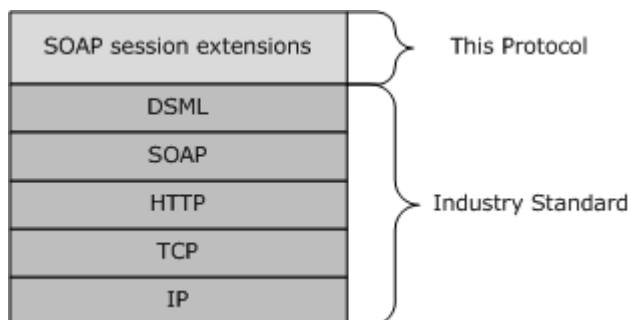 SOAP session extensions
This Protocol
DSML
SOAP
HTTP
Industry Standard
TCP
IP